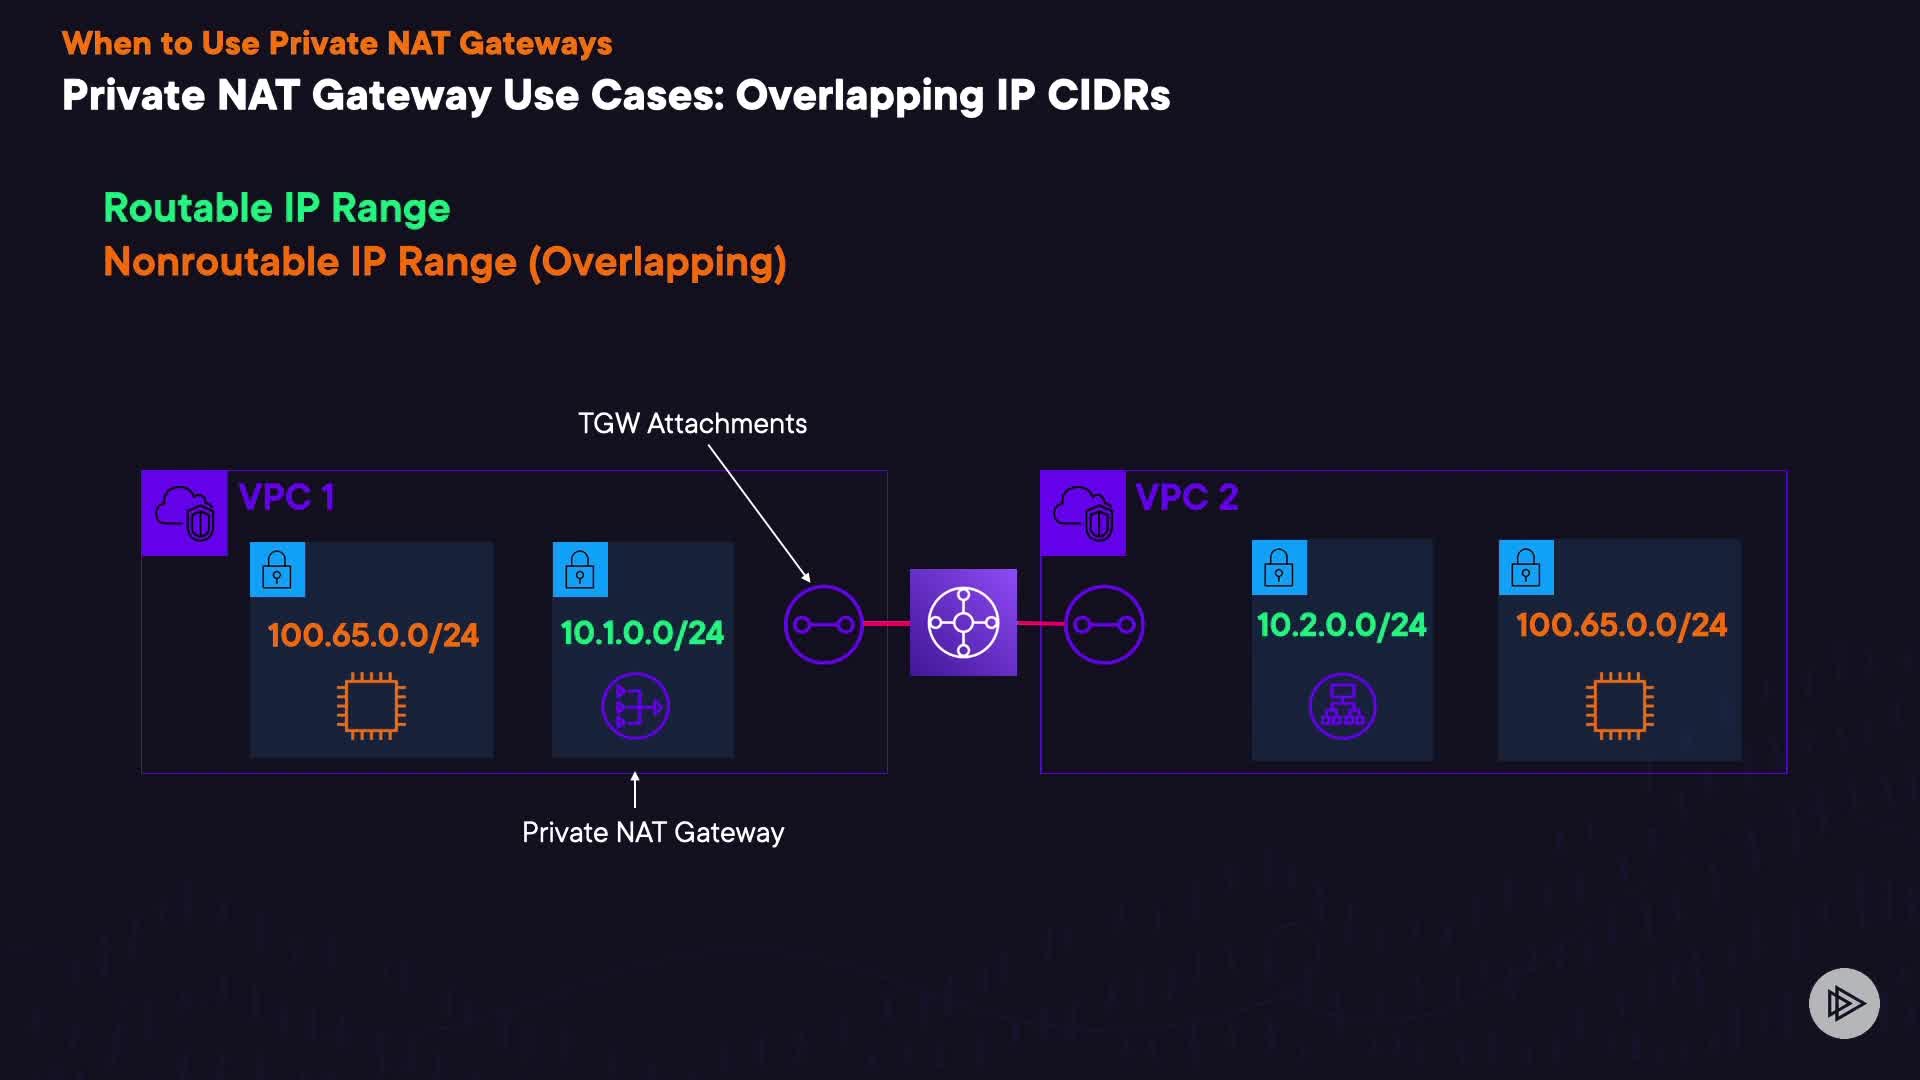 When to Use Private NAT Gateways
Private NAT Gateway Use Cases: Overlapping IP CIDRs
Routable IP Range
Nonroutable IP Range (Overlapping)
TGW Attachments
VPC 1
VPC 2
100.65.0.0/24
10.1.0.0/24
10.2.0.0/24
100.65.0.0/24
Private NAT Gateway